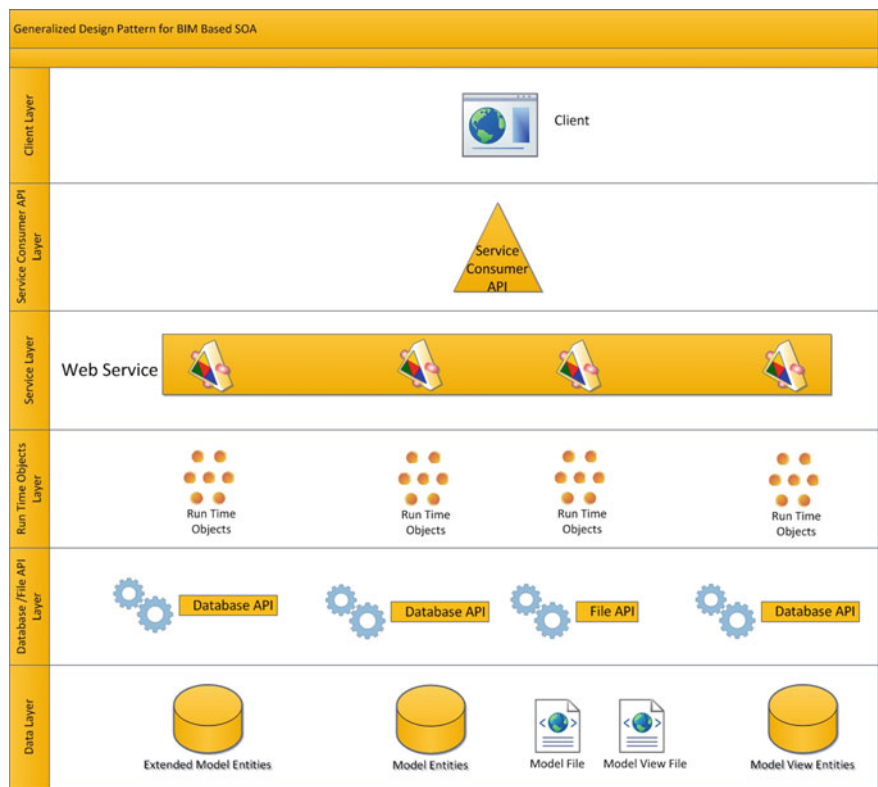 Generalized Design Pattern for BIM Based SOA
Client Layer
Client
Service Consumer API
Layer
Service
Consumer
API
Service Layer
Web Service
Run Time Objects
Layer
Run Time
Objects
Run Time
Objects
Run Time
Objects
Run Time
Objects
Database /File API
Layer
Database API
Database API
File API
Database API
Data Layer
Extended Model Entities
Model Entities
Model File
Model View File
Model View Entities